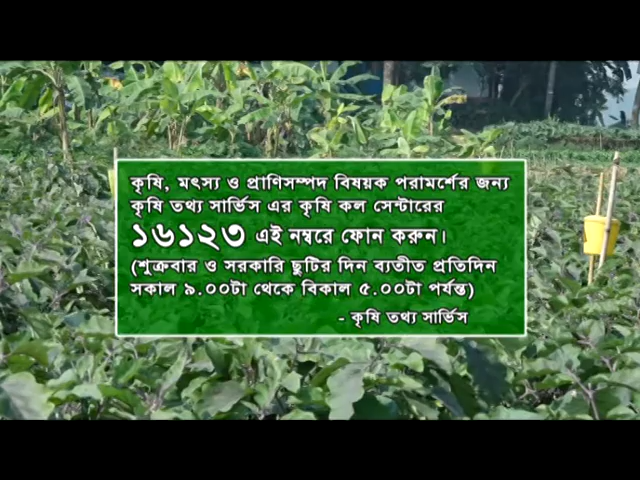 কৃষি, মৎস্য ও প্রাণিসম্পদ বিষয়ক পরামর্শের জন্য
কৃষি তথ্য সার্ভিস এর কৃষি কল সেন্টারের
১৬১২৩ এই নম্বরে ফোন করুন।
(শুক্রবার ও সরকারি ছুটির দিন ব্যতীত প্রতিদিন
সকাল ৯.০০টা থেকে বিকাল ৫.০০টা পর্যন্ত)
- কৃষি তথ্য সার্ভিস